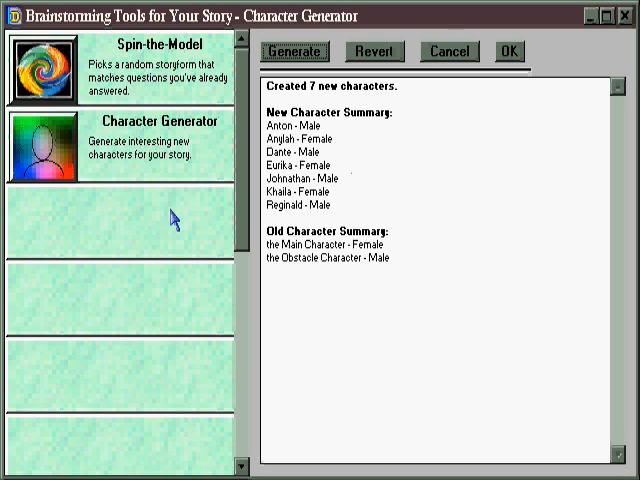 Brainstorming Tools for Your Story - Character Generator
Spin-the-Model
Picks a random storyform that
matches questions you've already
answered.
Character Generator
Generate interesting new
characters for your story.
Generate
Revert
Cancel
OK
Created 7 new characters.
New Character Summary:
Anton - Male
Anylah - Female
Dante - Male
Eurika - Female
Johnathan - Male
Khaila - Female
Reginald - Male
Old Character Summary:
the Main Character - Female
the Obstacle Character - Male